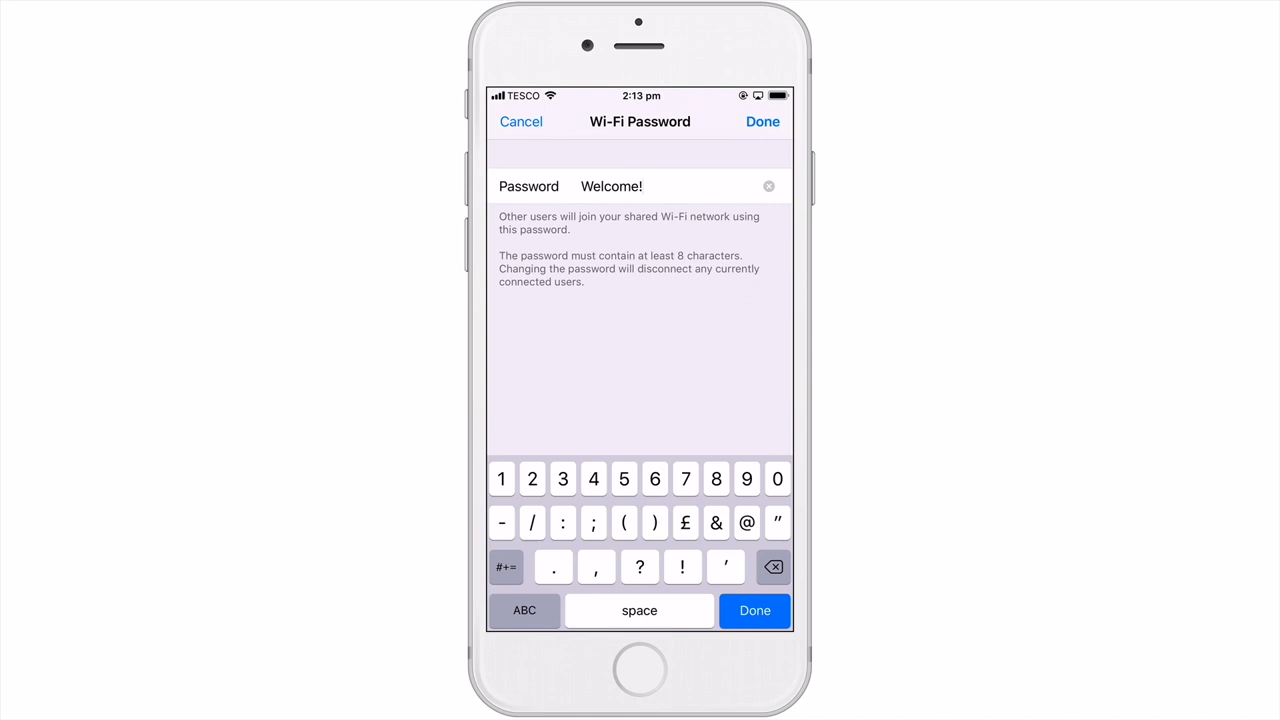 TESCO 2:13 pm
Cancel Wi-Fi Password Done
Password Welcome!
Other users will join your shared Wi-Fi network using
this password.
The password must contain at least 8 characters.
Changing the password will disconnect any currently
connected users.
1 2 3 4 5 6 7 8 9 0
- / : ; ( ) £ & @ ”
#+= . , ? ! ’
ABC space Done